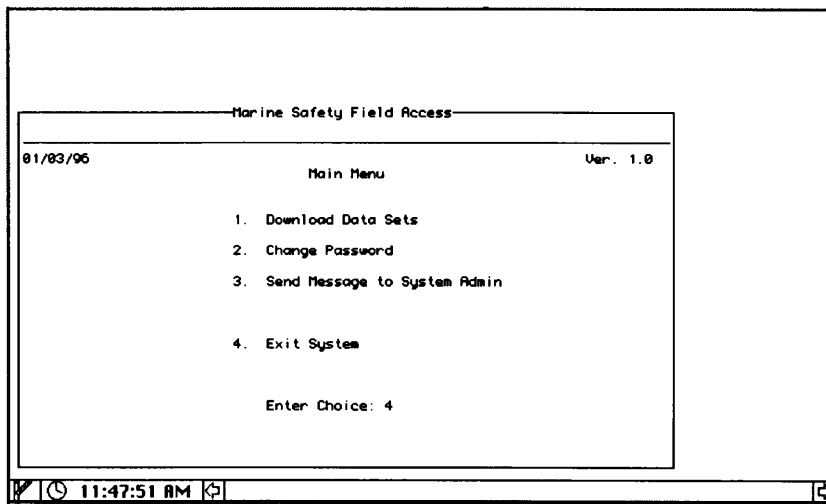 Marine Safety Field Access
01/03/96 Ver. 1.0
Main Menu
1. Download Data Sets
2. Change Password
3. Send Message to System Admin
4. Exit System
Enter Choice: 4
11:47:51 AM